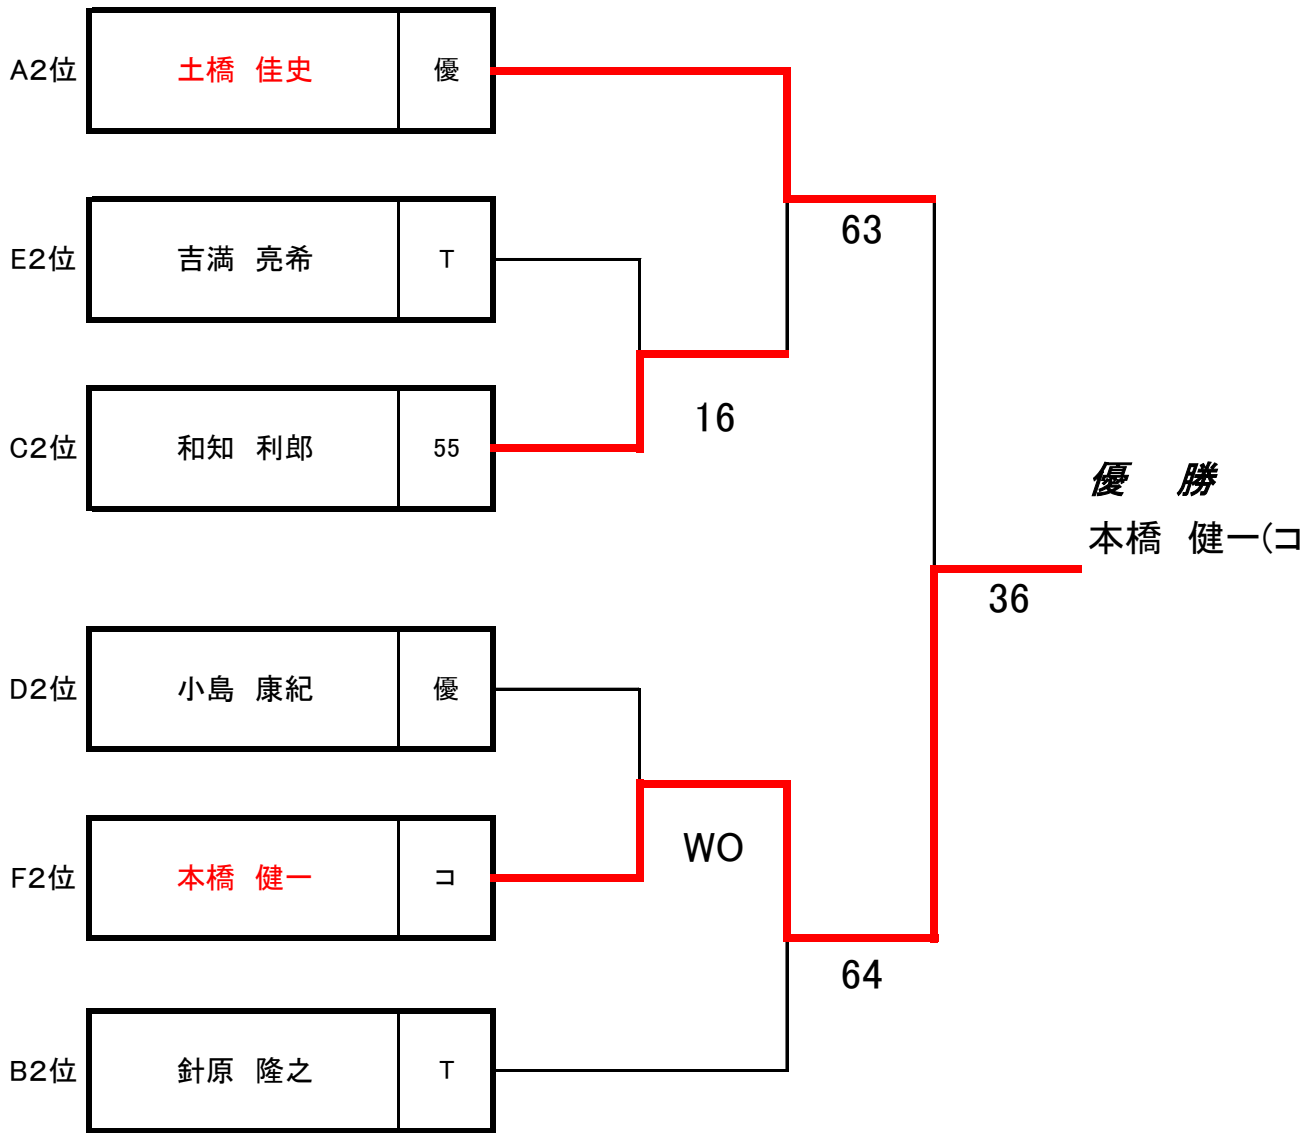 A2位 土橋 佳史 優
63
E2位 吉満 亮希 T
16
C2位 和知 利郎 55
優 勝
本橋 健一(コ
36
D2位 小島 康紀 優
WO
F2位 本橋 健一 コ
64
B2位 針原 隆之 T